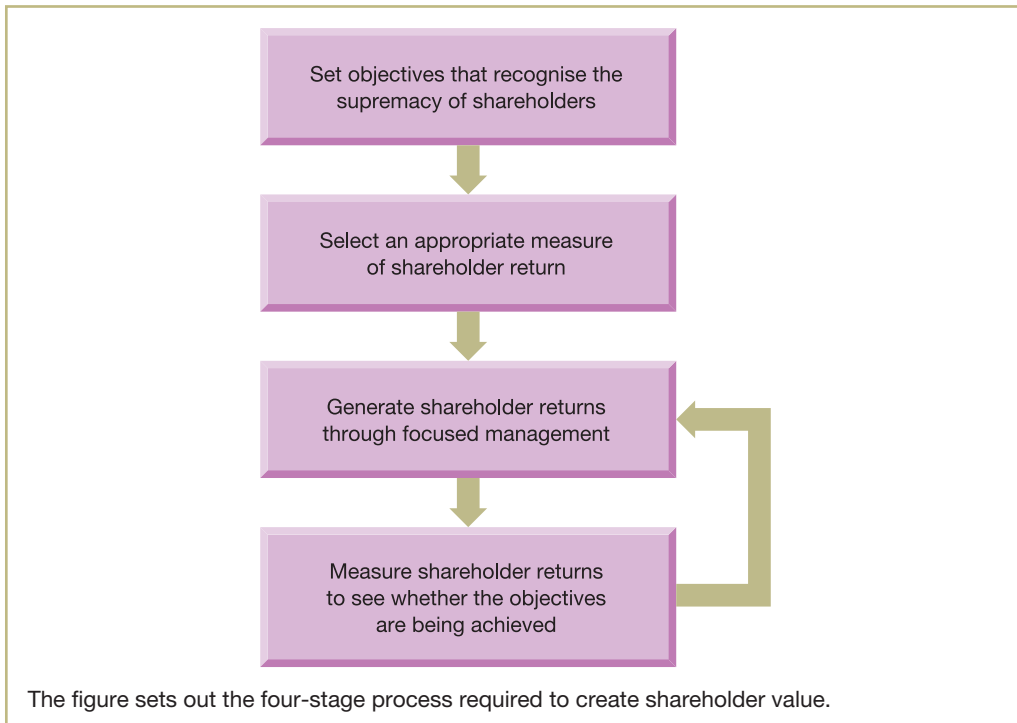 Set objectives that recognise the
supremacy of shareholders
Select an appropriate measure
of shareholder return
Generate shareholder returns
through focused management
Measure shareholder returns
to see whether the objectives
are being achieved
The figure sets out the four-stage process required to create shareholder value.